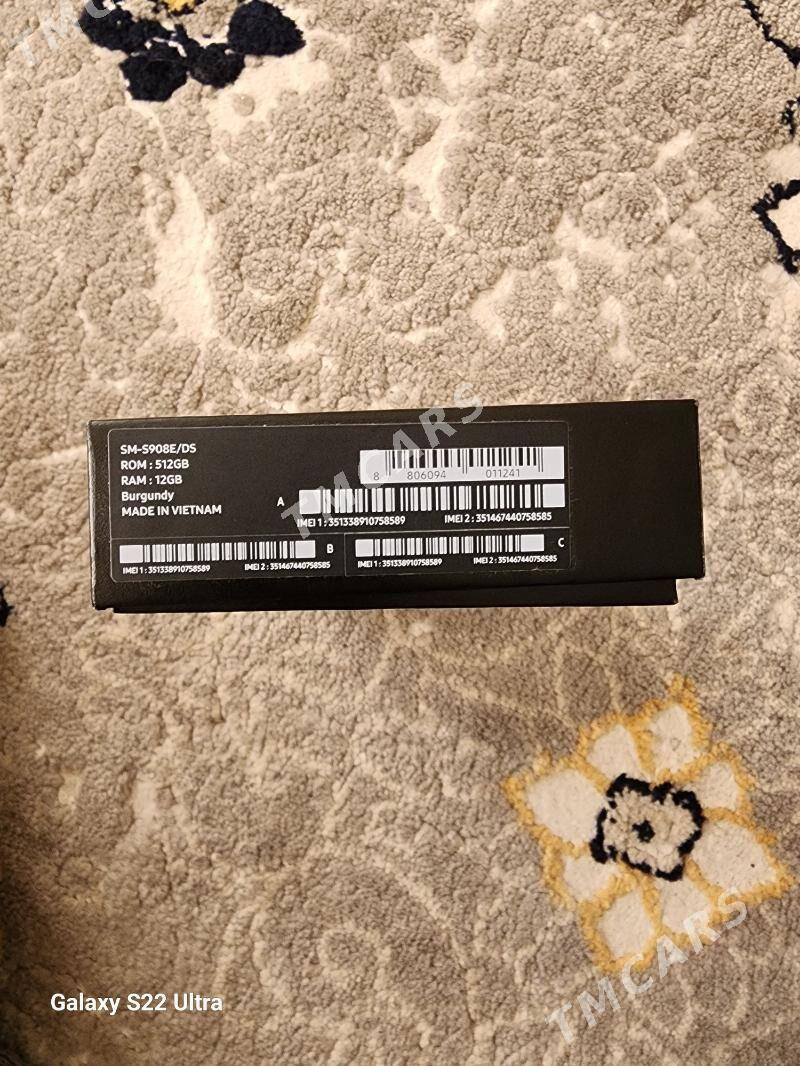 TMCARS
SM-S908E/DS
ROM : 512GB
RAM : 12GB
Burgundy
MADE IN VIETNAM
8 806094 011241
A
IMEI 1 : 351338910758589 IMEI 2 : 351467440758585
B
IMEI 1 : 351338910758589 IMEI 2 : 351467440758585
C
IMEI 1 : 351338910758589 IMEI 2 : 351467440758585
TMCARS
Galaxy S22 Ultra
TMCARS